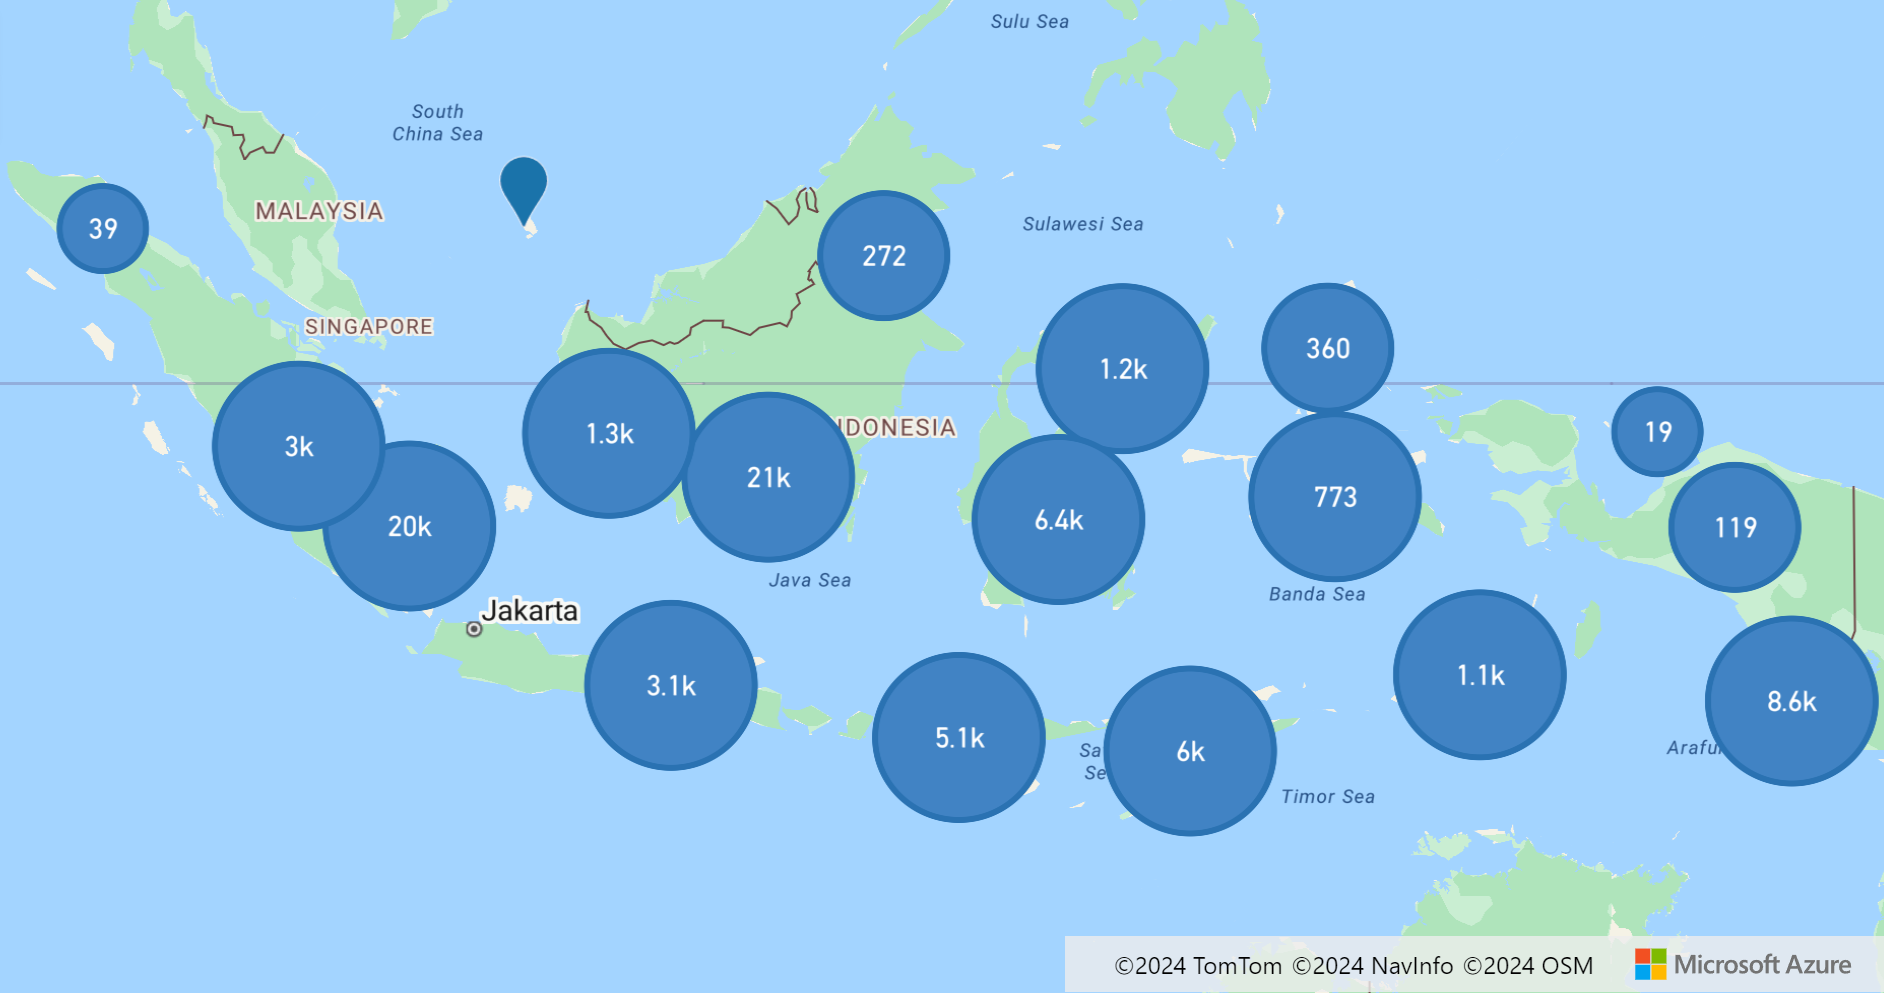 Sulu Sea
South
China Sea
MALAYSIA
39
272
Sulawesi Sea
SINGAPORE
1.2k
360
INDONESIA
3k
1.3k
21k
19
20k
6.4k
773
119
Java Sea
Banda Sea
Jakarta
3.1k
5.1k
6k
1.1k
8.6k
Sa
Se
Arafu
Timor Sea
©2024 TomTom ©2024 NavInfo ©2024 OSM
Microsoft Azure